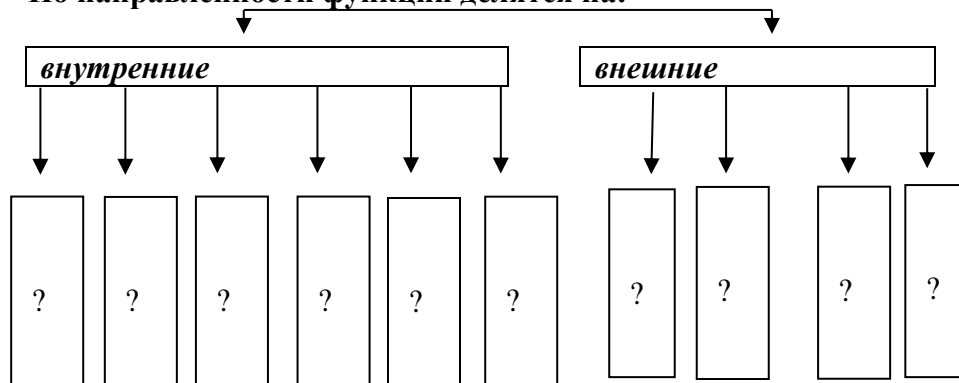 По направленности функции делятся на:
внутренние внешние
? ? ? ? ? ? ? ? ? ?